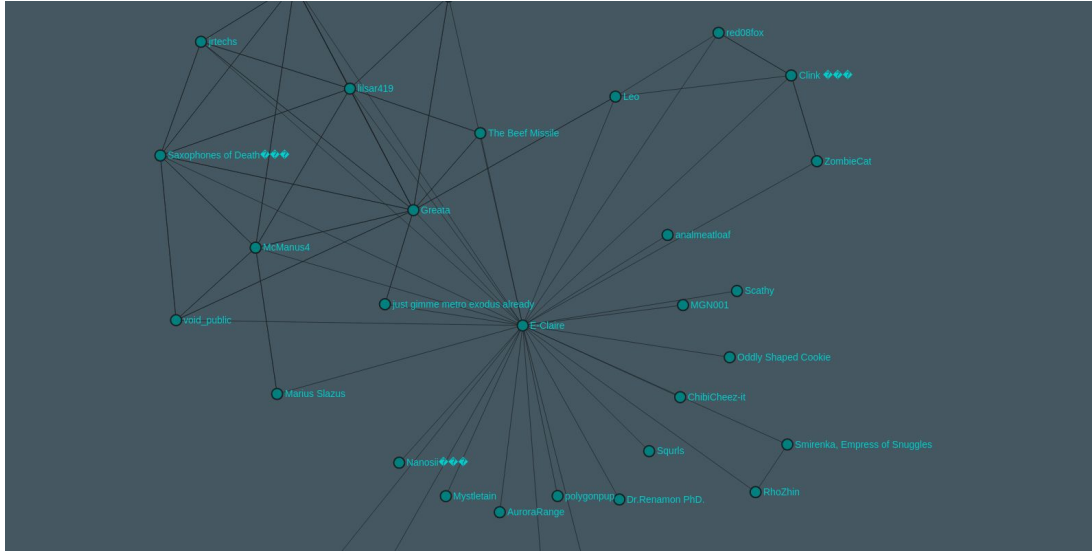 red08fox
jrtechs
Clink ���
lilsar419
Leo
The Beef Missile
Saxophones of Death���
ZombieCat
Greata
analmeatloaf
McManus4
Scathy
just gimme metro exodus already
MGN001
void_public
E-Claire
Oddly Shaped Cookie
Marius Slazus
ChibiCheez-it
Smirenka, Empress of Snuggles
Squrls
Nanosii���
RhoZhin
Mystletain
polygonpup
Dr.Renamon PhD.
AuroraRange